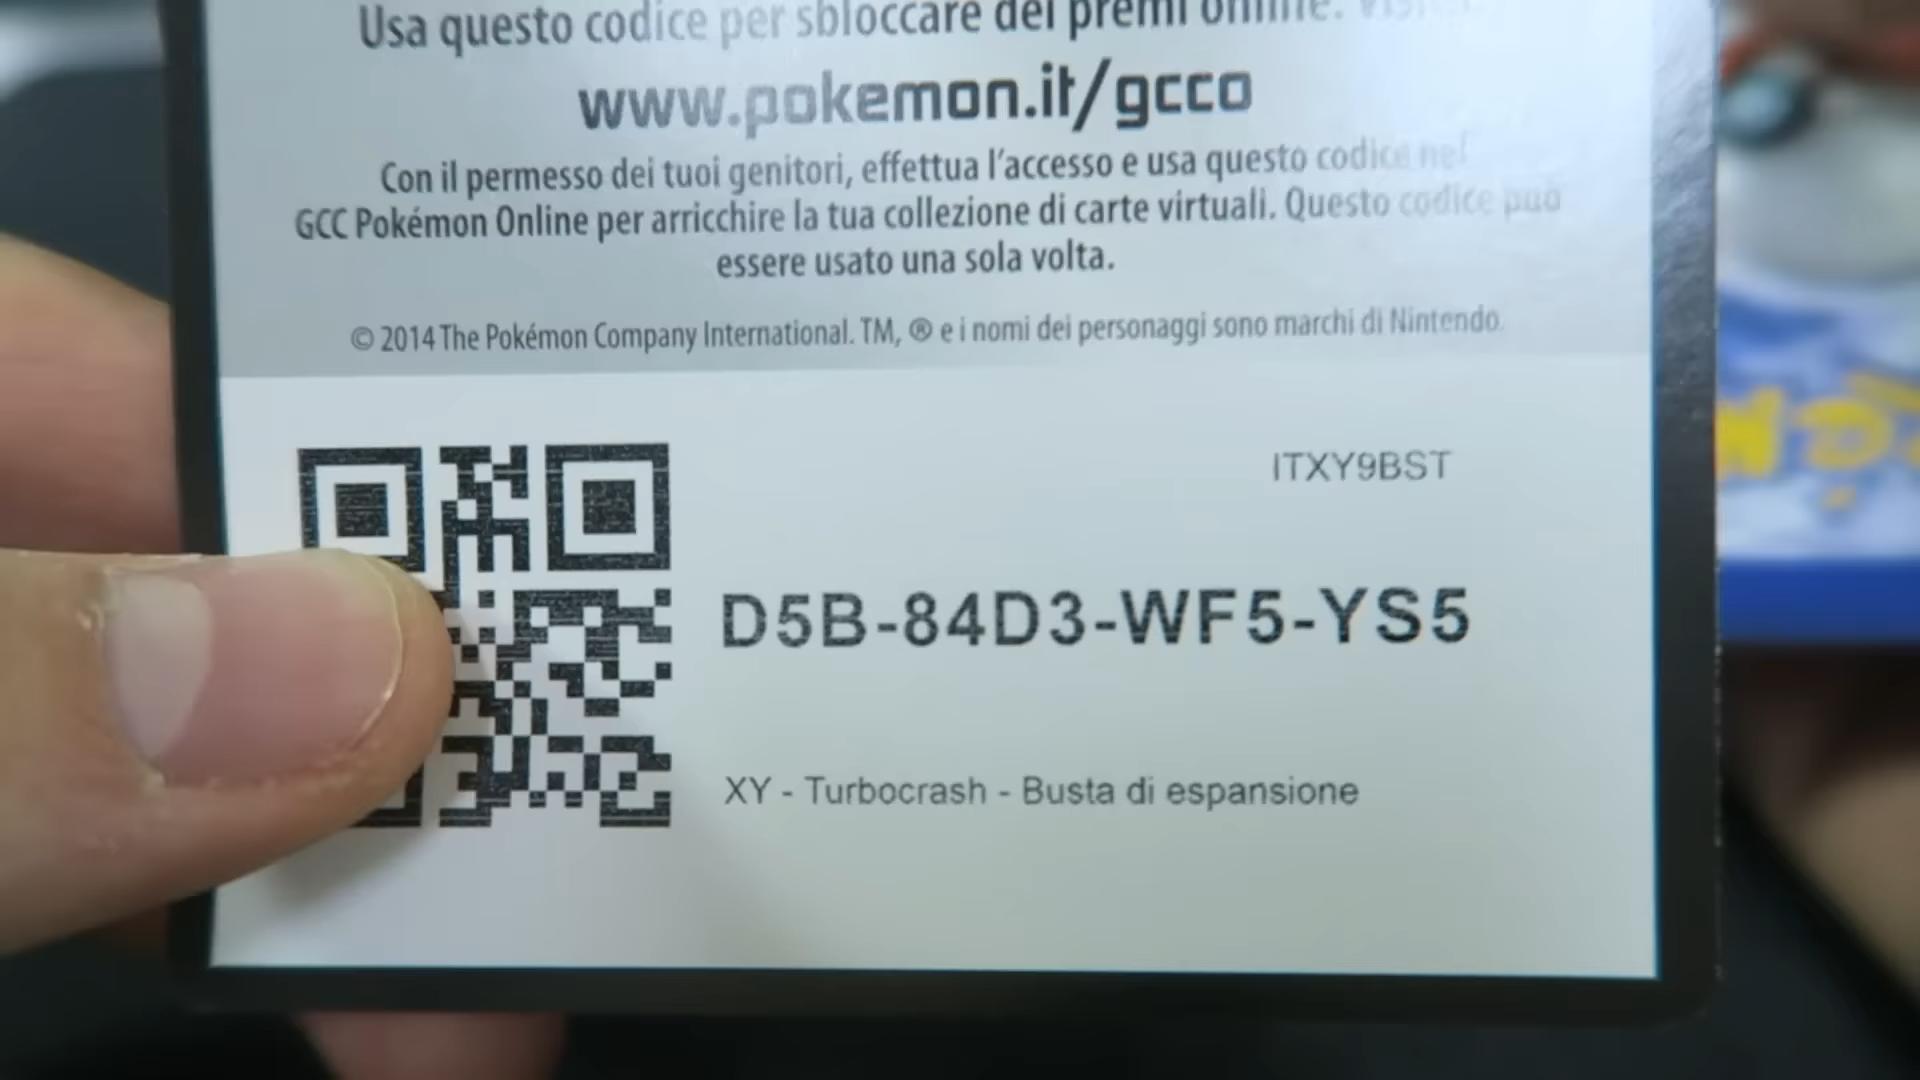 Usa questo codice per sbloccare dei premi online.
www.pokemon.it/gcco
Con il permesso dei tuoi genitori, effettua l'accesso e usa questo codice nel
GCC Pokémon Online per arricchire la tua collezione di carte virtuali. Questo codice può
essere usato una sola volta.
© 2014 The Pokémon Company International. TM, ® e i nomi dei personaggi sono marchi di Nintendo.
ITXY9BST
D5B-84D3-WF5-YS5
XY - Turbocrash - Busta di espansione